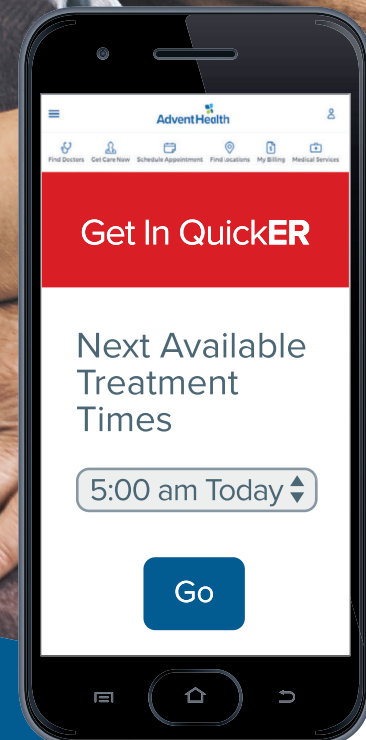 AdventHealth
Find Doctors Get Care Now Schedule Appointment Find Locations My Billing Medical Services
Get In QuickER
Next Available
Treatment
Times
5:00 am Today
Go